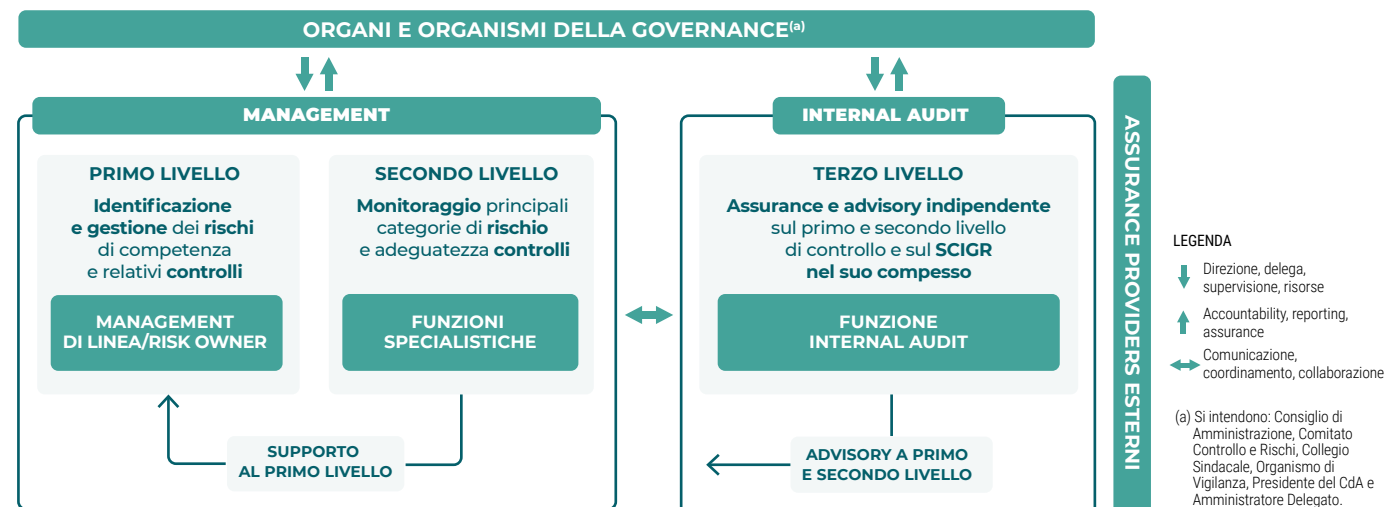 ORGANI E ORGANISMI DELLA GOVERNANCE(a)
MANAGEMENT
PRIMO LIVELLO
Identificazione
e gestione dei rischi
di competenza
e relativi controlli
MANAGEMENT
DI LINEA/RISK OWNER
SECONDO LIVELLO
Monitoraggio principali
categorie di rischio
e adeguatezza controlli
FUNZIONI
SPECIALISTICHE
SUPPORTO
AL PRIMO LIVELLO
INTERNAL AUDIT
TERZO LIVELLO
Assurance e advisory indipendente
sul primo e secondo livello
di controllo e sul SCIGR
nel suo compesso
FUNZIONE
INTERNAL AUDIT
ADVISORY A PRIMO
E SECONDO LIVELLO
ASSURANCE PROVIDERS ESTERNI
LEGENDA
Direzione, delega,
supervisione, risorse
Accountability, reporting,
assurance
Comunicazione,
coordinamento, collaborazione
(a) Si intendono: Consiglio di
Amministrazione, Comitato
Controllo e Rischi, Collegio
Sindacale, Organismo di
Vigilanza, Presidente del CdA e
Amministratore Delegato.